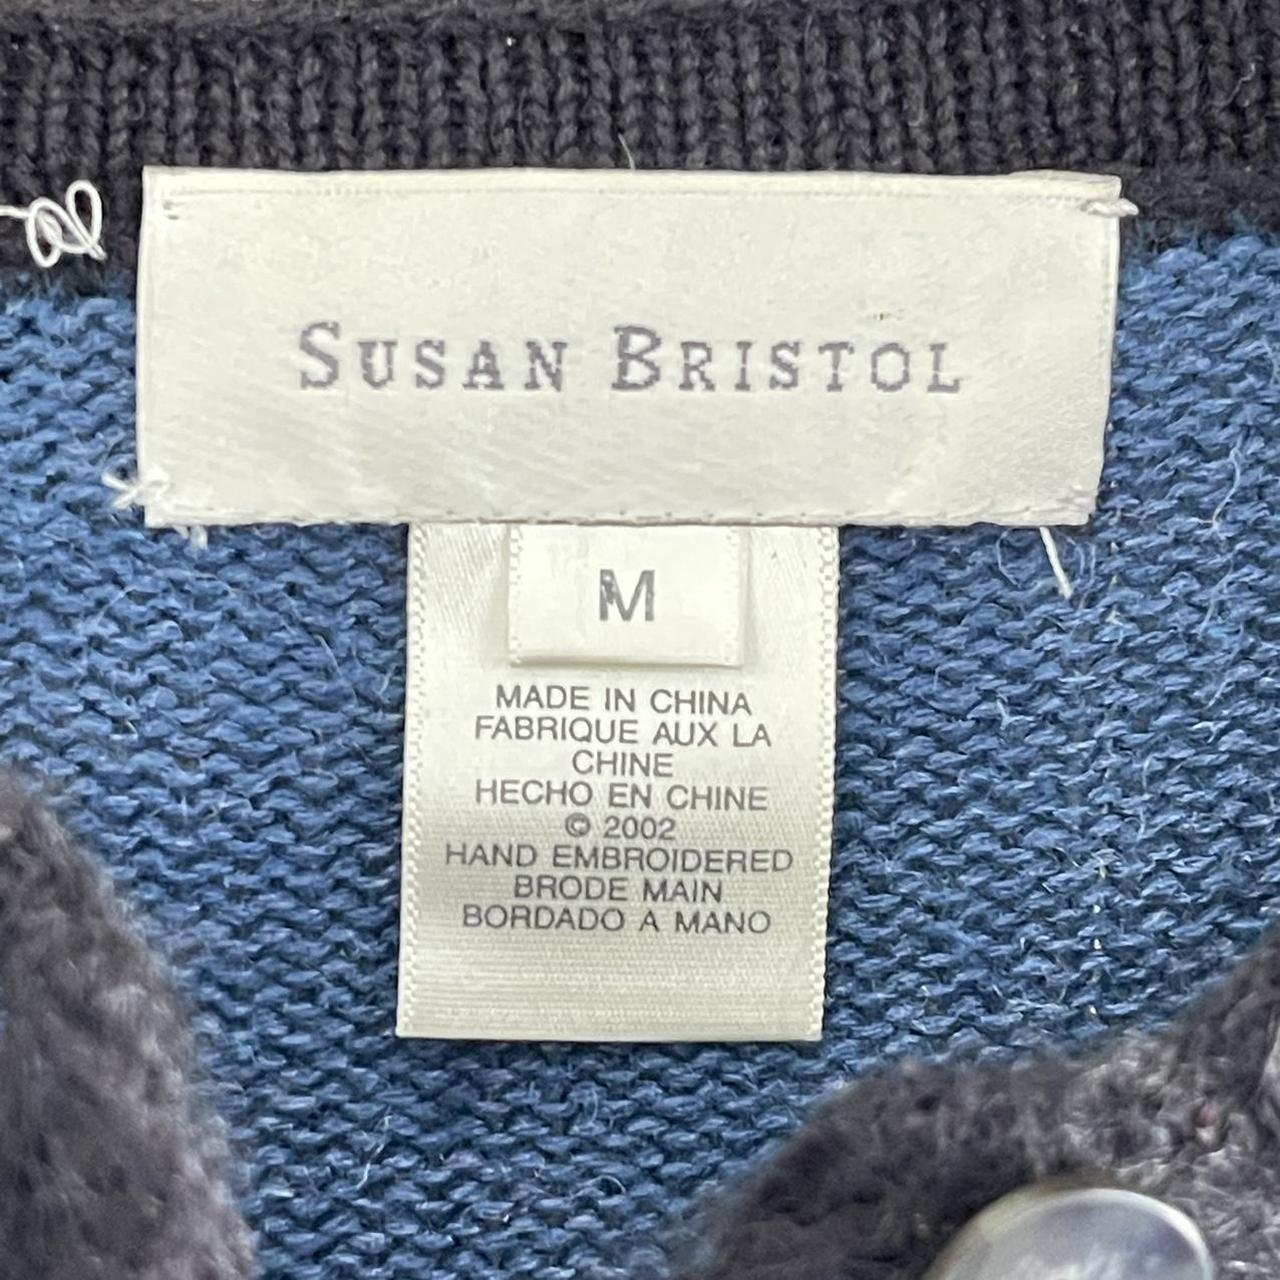 SUSAN BRISTOL
M
MADE IN CHINA
FABRIQUE AUX LA
CHINE
HECHO EN CHINE
© 2002
HAND EMBROIDERED
BRODE MAIN
BORDADO A MANO